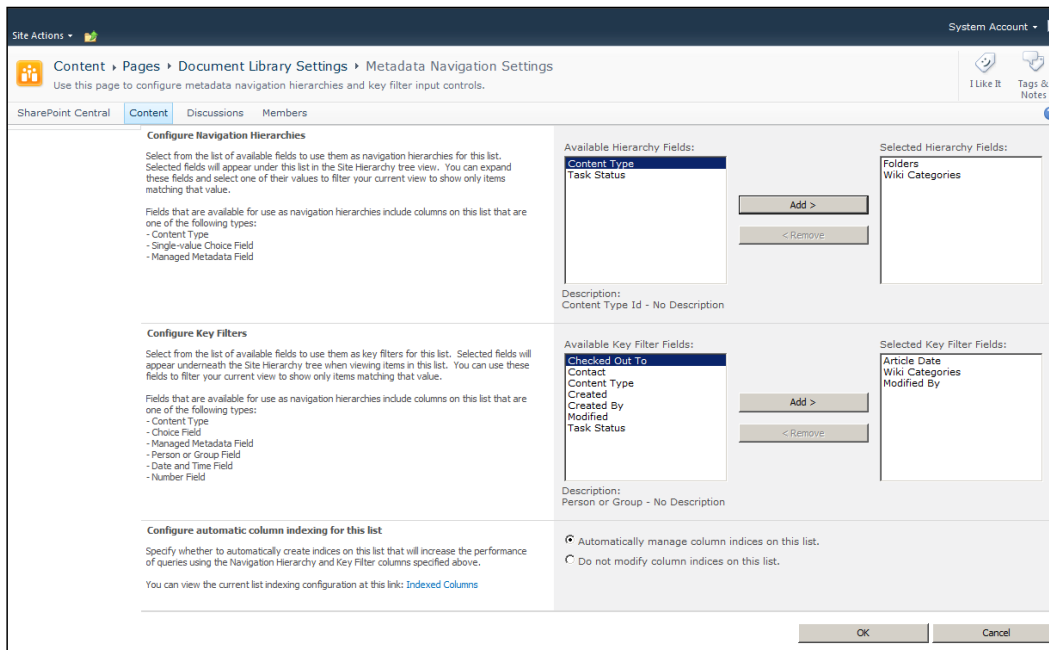 System Account
Site Actions
Content Pages Document Library Settings Metadata Navigation Settings
Use this page to configure metadata navigation hierarchies and key filter input controls.
I Like It
Tags &
Notes
SharePoint Central Content Discussions Members
Configure Navigation Hierarchies
Select from the list of available fields to use them as navigation hierarchies for this list.
Selected fields will appear under this list in the Site Hierarchy tree view. You can expand
these fields and select one of their values to filter your current view to show only items
matching that value.
Fields that are available for use as navigation hierarchies include columns on this list that are
one of the following types:
- Content Type
- Single-value Choice Field
- Managed Metadata Field
Available Hierarchy Fields:
Content Type
Task Status
Add >
< Remove
Selected Hierarchy Fields:
Folders
Wiki Categories
Description:
Content Type Id - No Description
Configure Key Filters
Select from the list of available fields to use them as key filters for this list. Selected fields will
appear underneath the Site Hierarchy tree when viewing items in this list. You can use these
fields to filter your current view to show only items matching that value.
Fields that are available for use as navigation hierarchies include columns on this list that are
one of the following types:
- Content Type
- Choice Field
- Managed Metadata Field
- Person or Group Field
- Date and Time Field
- Number Field
Available Key Filter Fields:
Checked Out To
Contact
Content Type
Created
Created By
Modified
Task Status
Add >
< Remove
Selected Key Filter Fields:
Article Date
Wiki Categories
Modified By
Description:
Person or Group - No Description
Configure automatic column indexing for this list
Specify whether to automatically create indices on this list that will increase the performance
of queries using the Navigation Hierarchy and Key Filter columns specified above.
You can view the current list indexing configuration at this link: Indexed Columns
Automatically manage column indices on this list.
Do not modify column indices on this list.
OK
Cancel